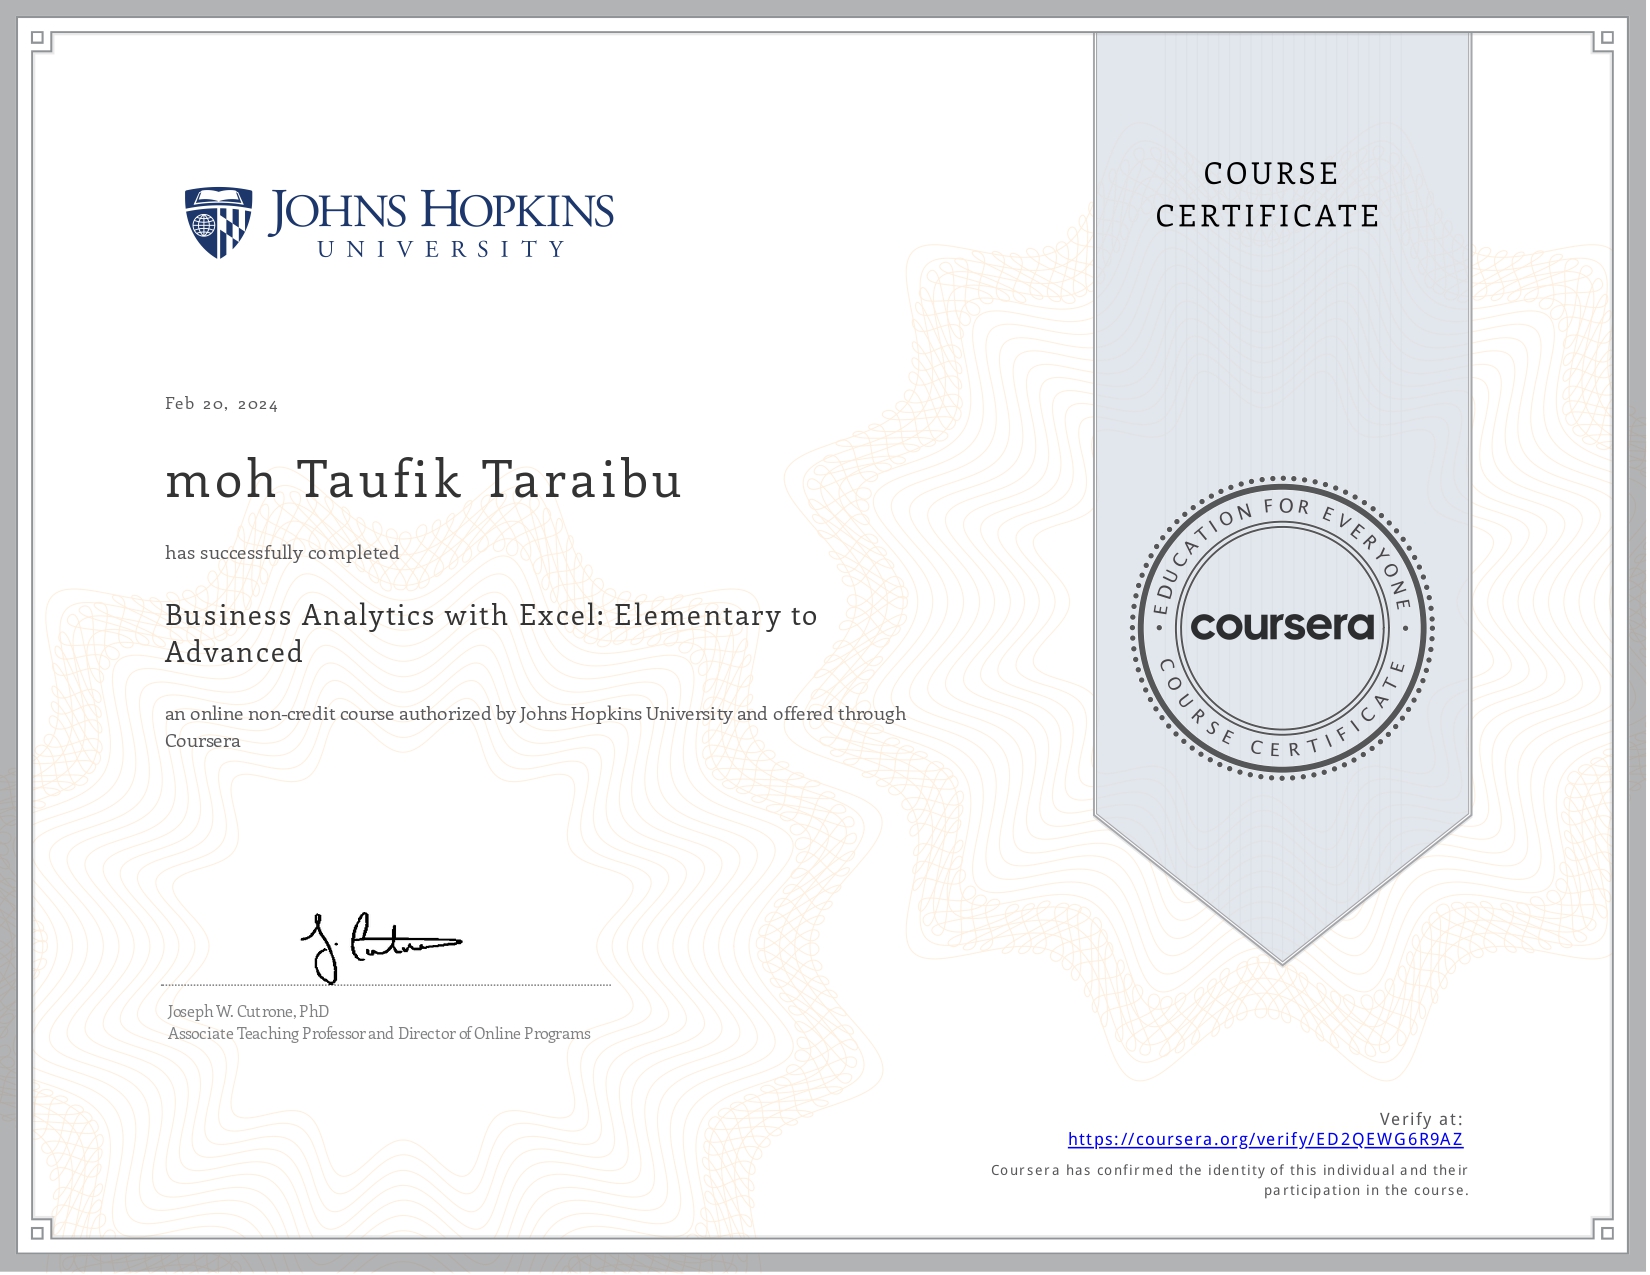 JOHNS HOPKINS
UNIVERSITY
COURSE
CERTIFICATE
Feb 20, 2024
moh Taufik Taraibu
has successfully completed
Business Analytics with Excel: Elementary to
Advanced
an online non-credit course authorized by Johns Hopkins University and offered through
Coursera
EDUCATION FOR EVERYONE
coursera
COURSE CERTIFICATE
J. Cutrone
Joseph W. Cutrone, PhD
Associate Teaching Professor and Director of Online Programs
Verify at:
https://coursera.org/verify/ED2QEWG6R9AZ
Coursera has confirmed the identity of this individual and their
participation in the course.